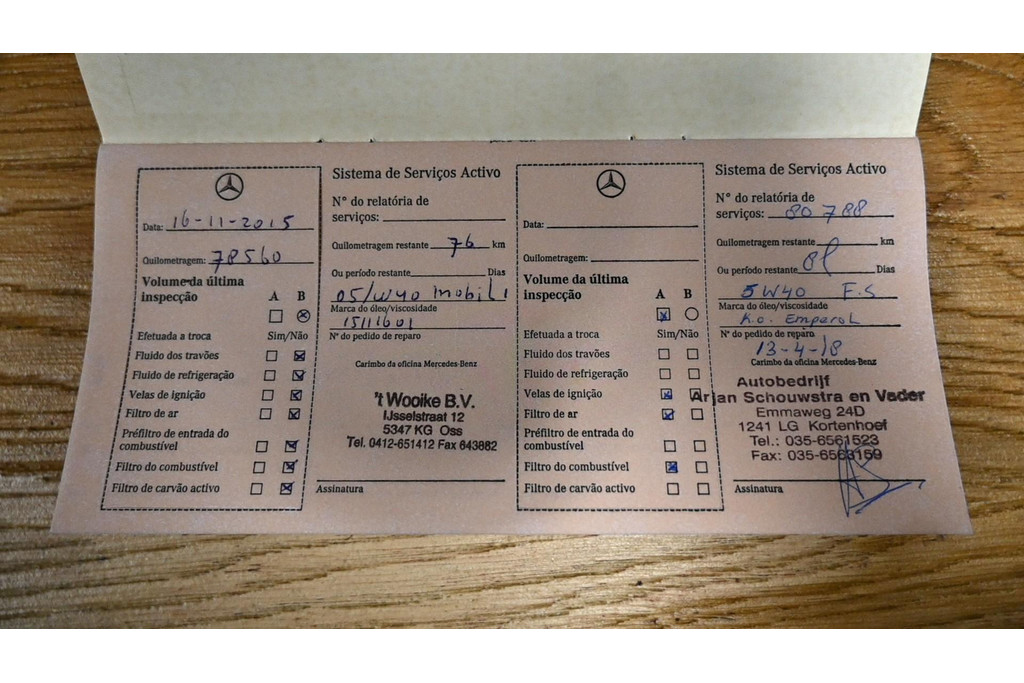 Data: 16-11-2015
Quilometragem: 78560
Volume da última
inspecção
A B
Efetuada a troca Sim/Não
Fluido dos travões
Fluido de refrigeração
Velas de ignição
Filtro de ar
Préfiltro de entrada do
combustível
Filtro do combustível
Filtro de carvão activo
Sistema de Serviços Activo
N° do relatória de
serviços:
Quilometragem restante 76 km
Ou período restante Dias
05/W40 mobil 1
Marca do óleo/viscosidade
15111601
N° do pedido de reparo
Carimbo da oficina Mercedes-Benz
't Wooike B.V.
IJsselstraat 12
5347 KG Oss
Tel. 0412-651412 Fax 643882
Assinatura
Data:
Quilometragem:
Volume da última
inspecção
A B
Efetuada a troca Sim/Não
Fluido dos travões
Fluido de refrigeração
Velas de ignição
Filtro de ar
Préfiltro de entrada do
combustível
Filtro do combustível
Filtro de carvão activo
Sistema de Serviços Activo
N° do relatória de
serviços: 80788
Quilometragem restante km
Ou período restante Dias
5W40 F.S
Marca do óleo/viscosidade
K.o. Emperol
N° do pedido de reparo
13-4-18
Carimbo da oficina Mercedes-Benz
Autobedrijf
Arjan Schouwstra en Vader
Emmaweg 24D
1241 LG Kortenhoef
Tel.: 035-6561523
Fax: 035-6563159
Assinatura